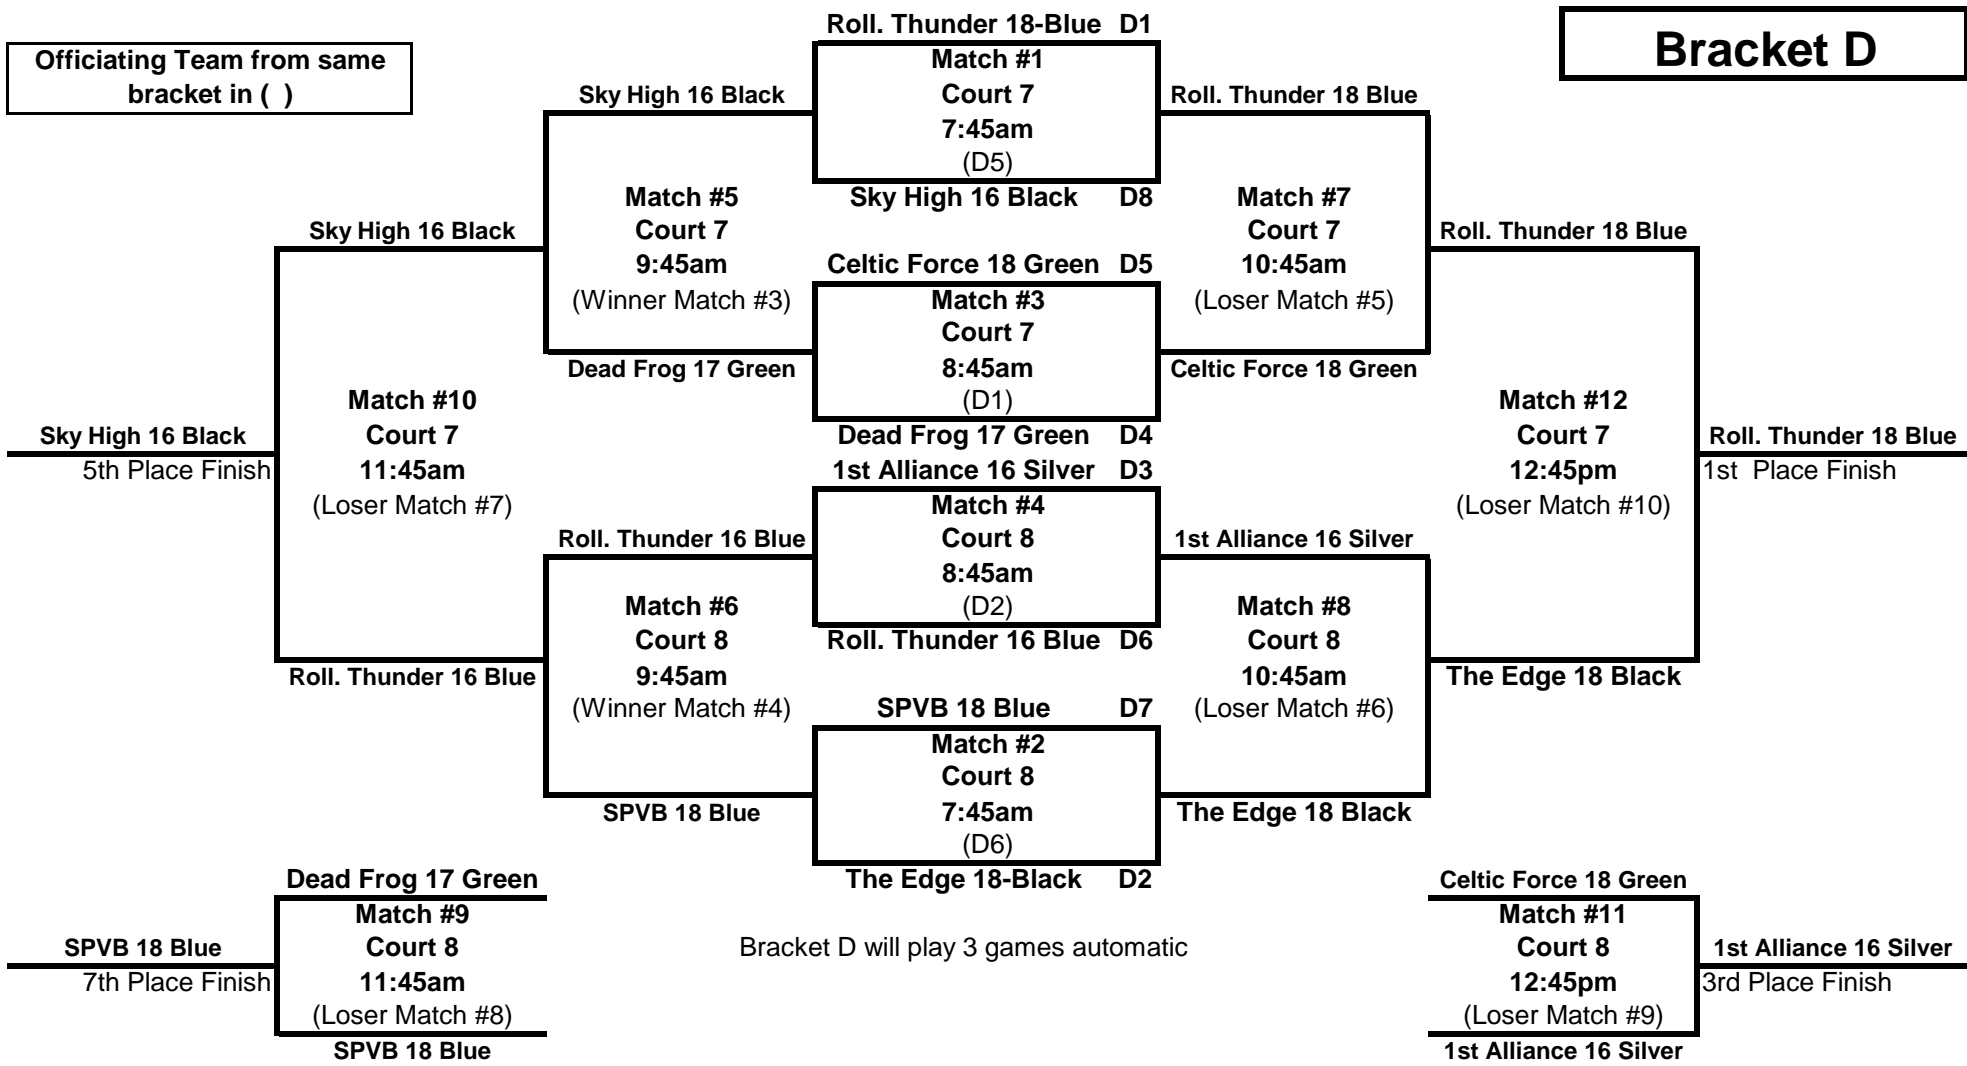 Roll. Thunder 18-Blue D1
Bracket D
Officiating Team from same
bracket in ( )
Match #1
Court 7
7:45am
(D5)
Sky High 16 Black
Roll. Thunder 18 Blue
Sky High 16 Black D8
Match #5
Court 7
9:45am
(Winner Match #3)
Match #7
Court 7
10:45am
(Loser Match #5)
Sky High 16 Black
Roll. Thunder 18 Blue
Celtic Force 18 Green D5
Match #3
Court 7
8:45am
(D1)
Dead Frog 17 Green
Celtic Force 18 Green
Dead Frog 17 Green D4
Match #10
Court 7
11:45am
(Loser Match #7)
Match #12
Court 7
12:45pm
(Loser Match #10)
Sky High 16 Black
5th Place Finish
Roll. Thunder 18 Blue
1st Place Finish
1st Alliance 16 Silver D3
Match #4
Court 8
8:45am
(D2)
Roll. Thunder 16 Blue
1st Alliance 16 Silver
Roll. Thunder 16 Blue D6
Match #6
Court 8
9:45am
(Winner Match #4)
Match #8
Court 8
10:45am
(Loser Match #6)
Roll. Thunder 16 Blue
The Edge 18 Black
SPVB 18 Blue D7
Match #2
Court 8
7:45am
(D6)
SPVB 18 Blue
The Edge 18 Black
The Edge 18-Black D2
Dead Frog 17 Green
Match #9
Court 8
11:45am
(Loser Match #8)
SPVB 18 Blue
SPVB 18 Blue
7th Place Finish
Bracket D will play 3 games automatic
Celtic Force 18 Green
Match #11
Court 8
12:45pm
(Loser Match #9)
1st Alliance 16 Silver
1st Alliance 16 Silver
3rd Place Finish